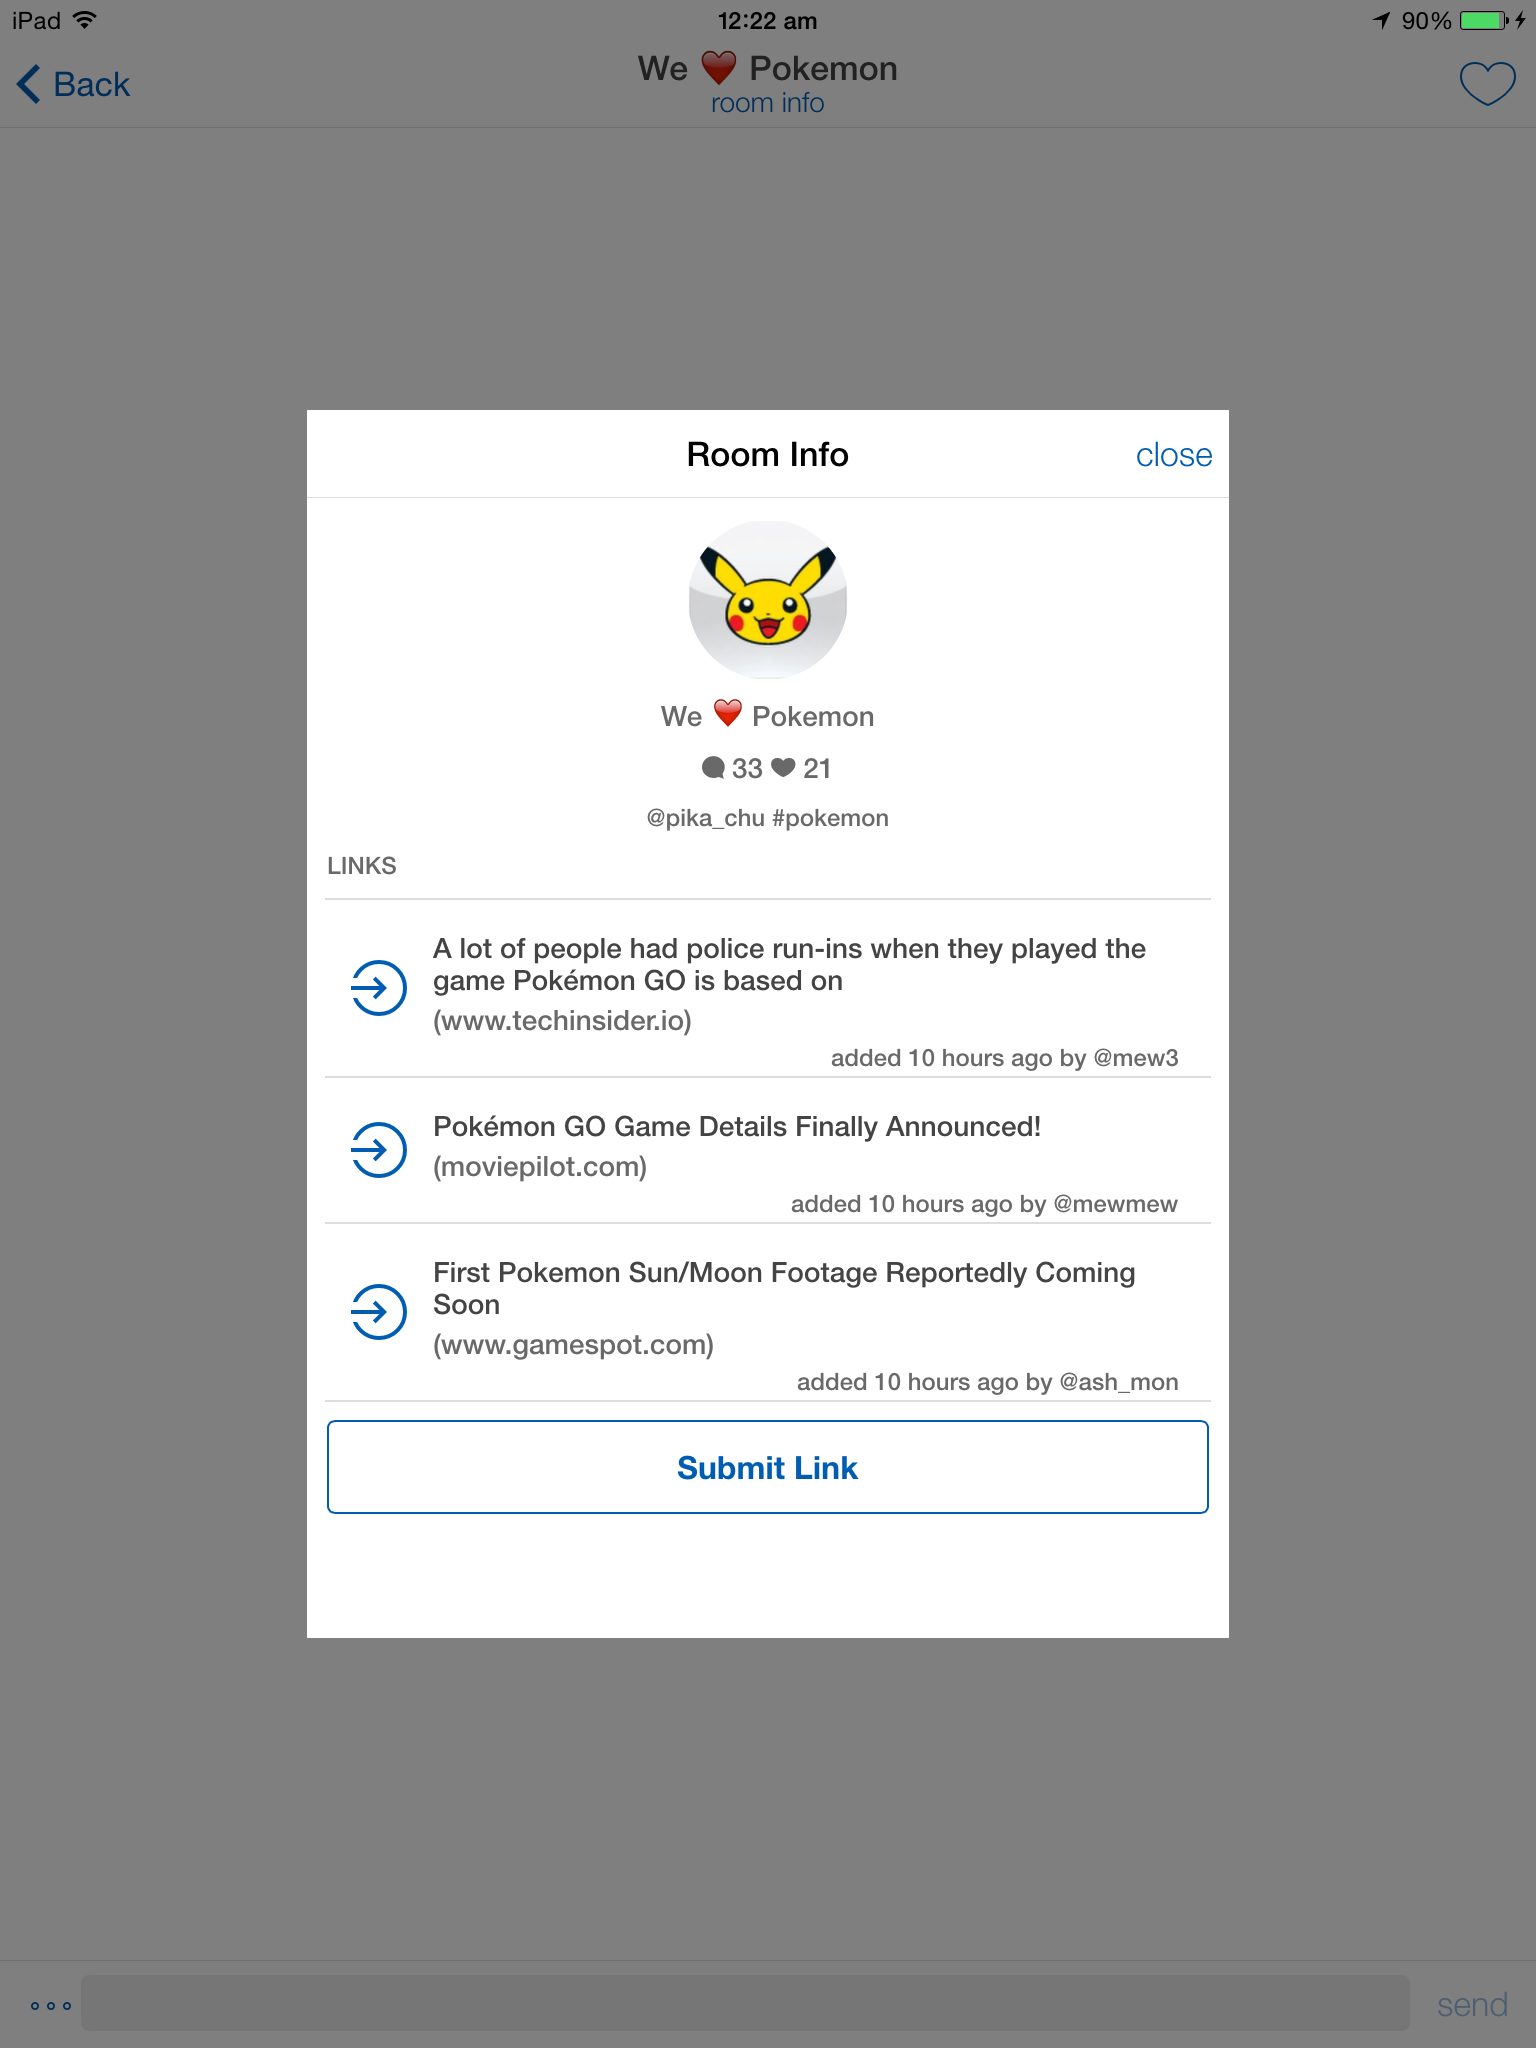 iPad 12:22 am 90%
Back
We ❤️ Pokemon
room info
Room Info
close
We ❤️ Pokemon
33 21
@pika_chu #pokemon
LINKS
A lot of people had police run-ins when they played the
game Pokémon GO is based on
(www.techinsider.io)
added 10 hours ago by @mew3
Pokémon GO Game Details Finally Announced!
(moviepilot.com)
added 10 hours ago by @mewmew
First Pokemon Sun/Moon Footage Reportedly Coming
Soon
(www.gamespot.com)
added 10 hours ago by @ash_mon
Submit Link
send